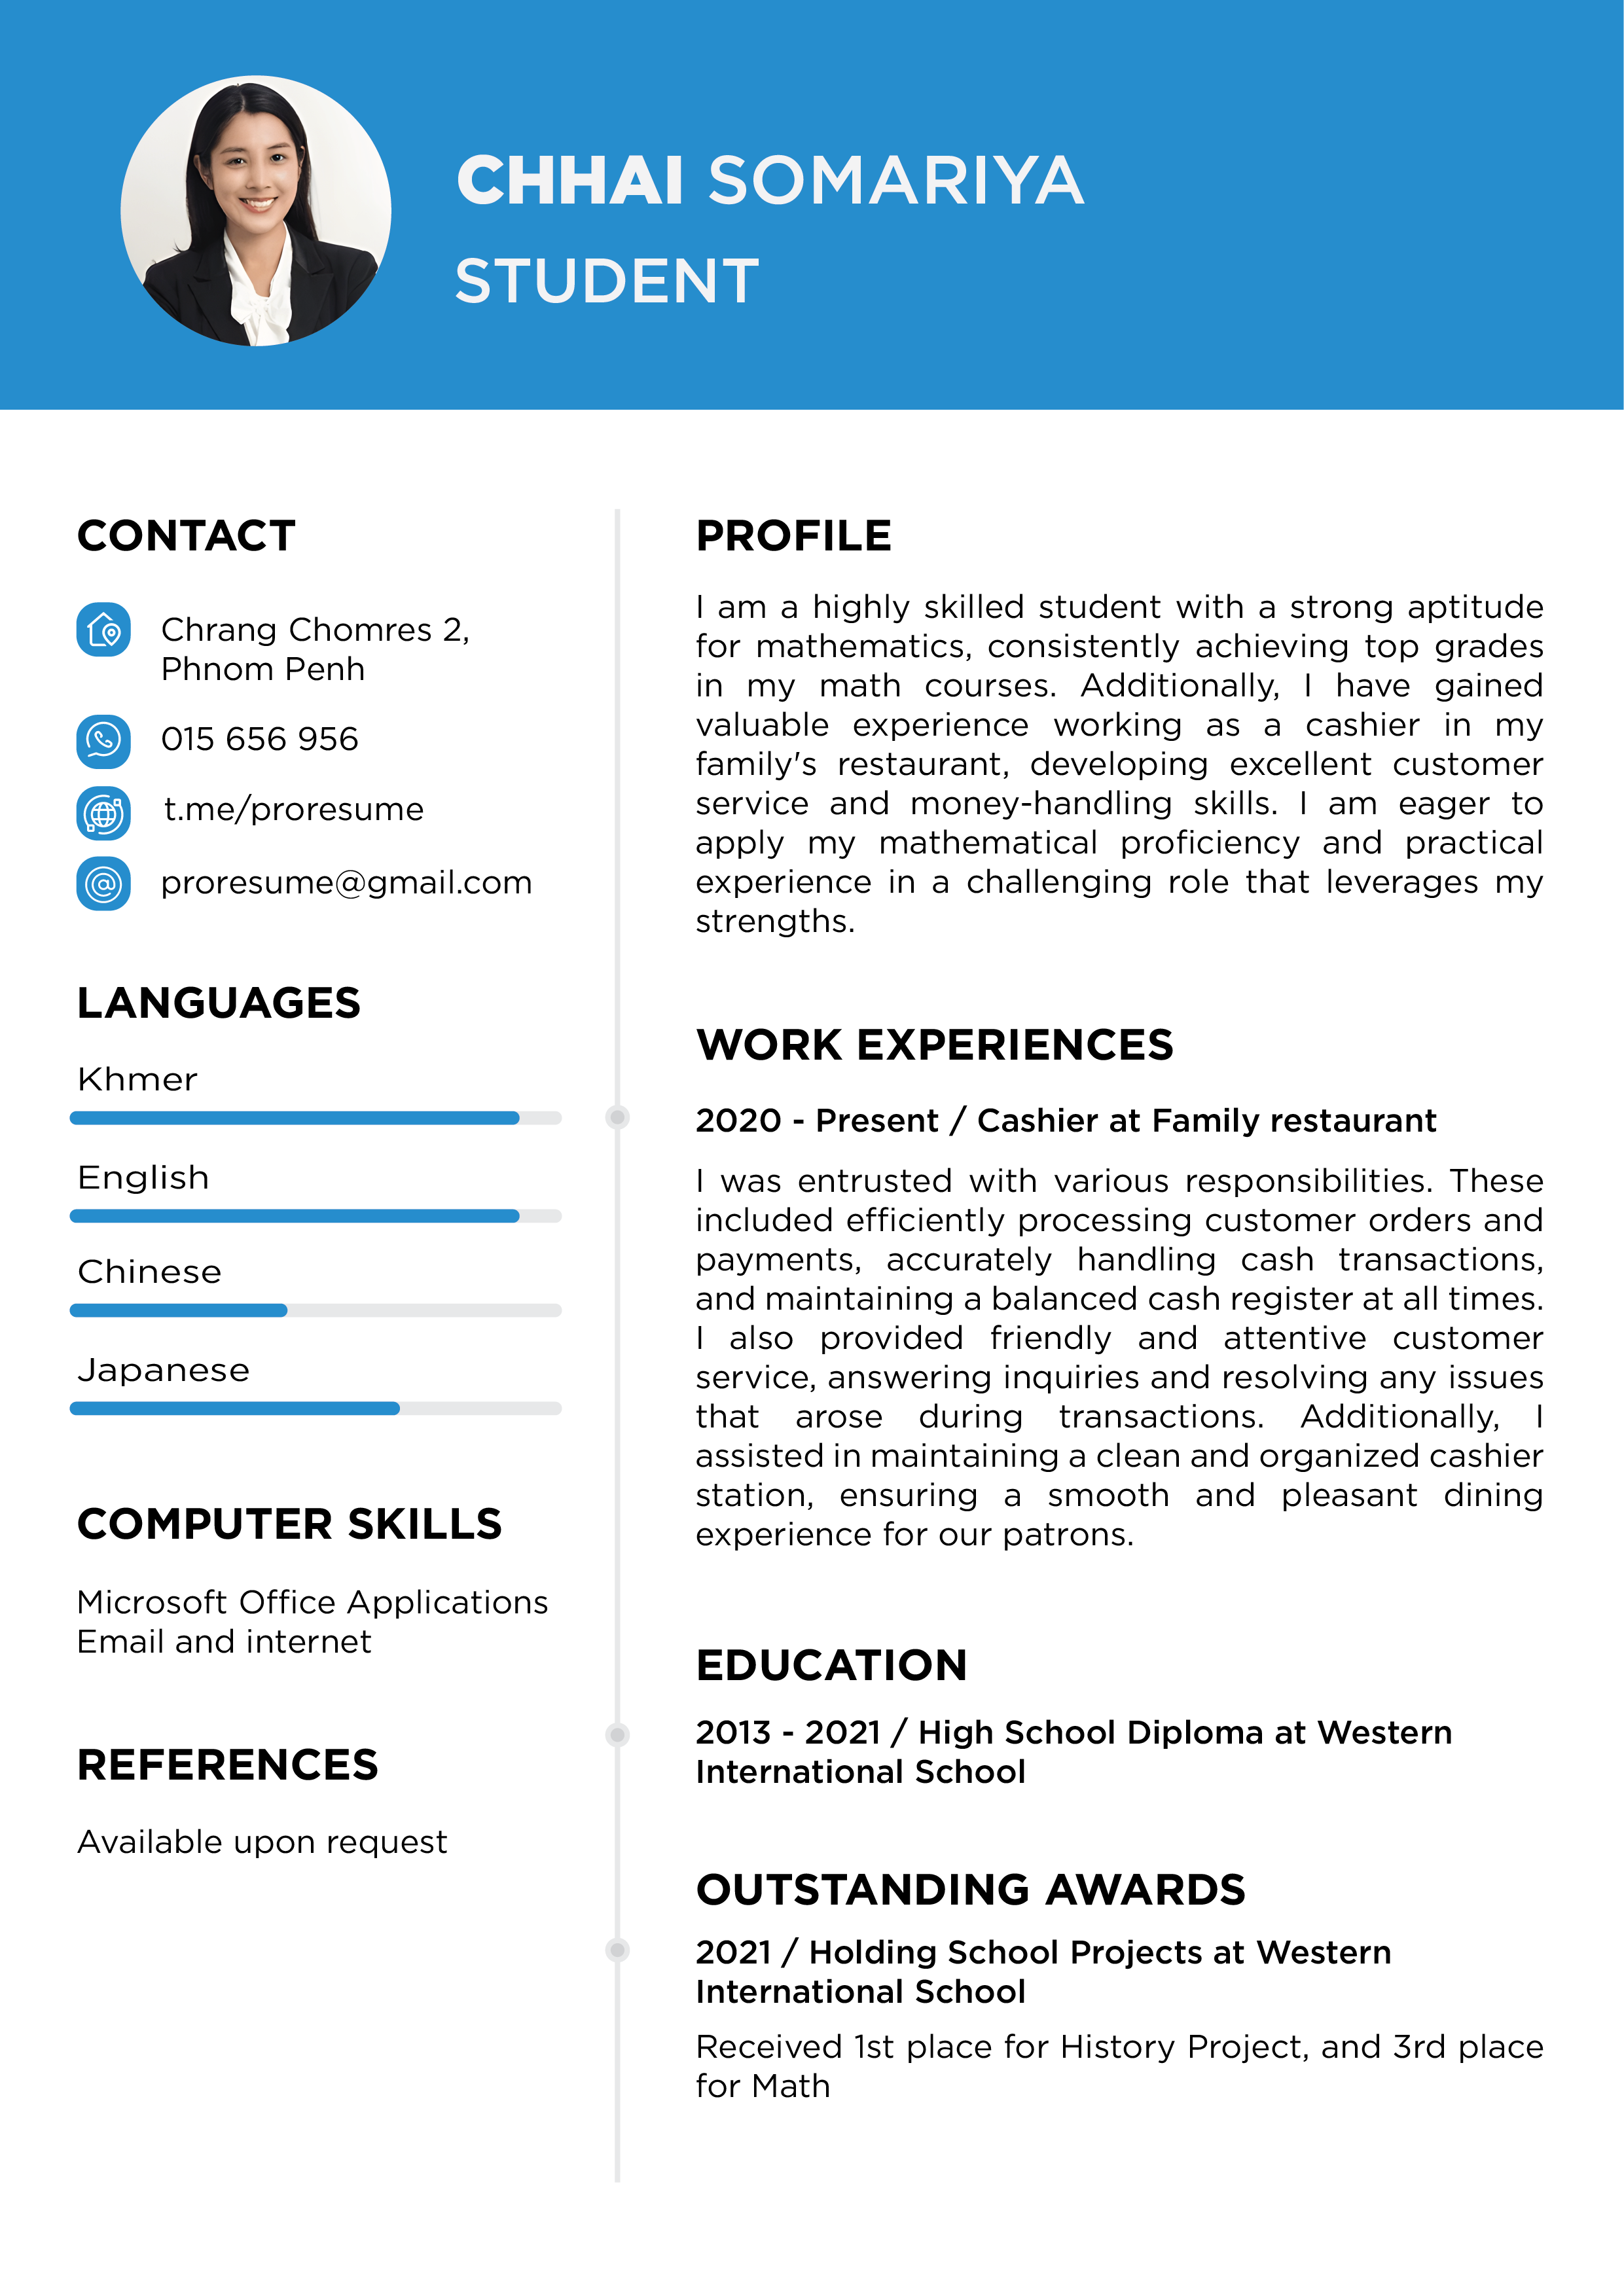 CHHAI SOMARIYA
STUDENT
CONTACT
Chrang Chomres 2,
Phnom Penh
015 656 956
t.me/proresume
proresume@gmail.com
LANGUAGES
Khmer
English
Chinese
Japanese
COMPUTER SKILLS
Microsoft Office Applications
Email and internet
REFERENCES
Available upon request
PROFILE
I am a highly skilled student with a strong aptitude
for mathematics, consistently achieving top grades
in my math courses. Additionally, I have gained
valuable experience working as a cashier in my
family's restaurant, developing excellent customer
service and money-handling skills. I am eager to
apply my mathematical proficiency and practical
experience in a challenging role that leverages my
strengths.
WORK EXPERIENCES
2020 - Present / Cashier at Family restaurant
I was entrusted with various responsibilities. These
included efficiently processing customer orders and
payments, accurately handling cash transactions,
and maintaining a balanced cash register at all times.
I also provided friendly and attentive customer
service, answering inquiries and resolving any issues
that arose during transactions. Additionally, I
assisted in maintaining a clean and organized cashier
station, ensuring a smooth and pleasant dining
experience for our patrons.
EDUCATION
2013 - 2021 / High School Diploma at Western
International School
OUTSTANDING AWARDS
2021 / Holding School Projects at Western
International School
Received 1st place for History Project, and 3rd place
for Math